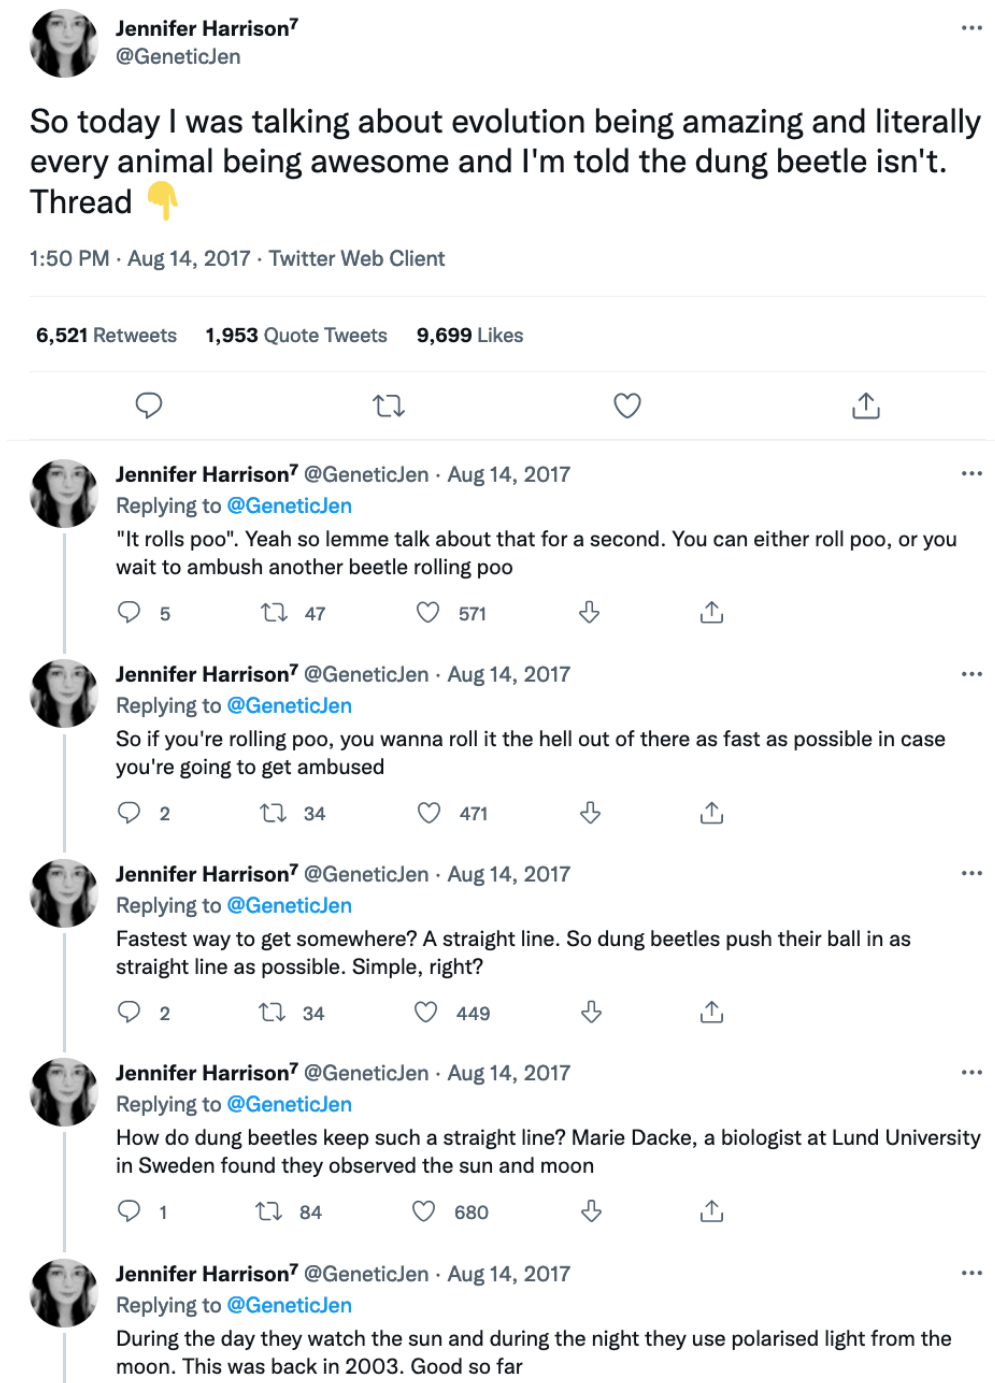 Jennifer Harrison⁷
@GeneticJen
So today I was talking about evolution being amazing and literally
every animal being awesome and I'm told the dung beetle isn't.
Thread 👇
1:50 PM · Aug 14, 2017 · Twitter Web Client
6,521 Retweets 1,953 Quote Tweets 9,699 Likes
Jennifer Harrison⁷ @GeneticJen · Aug 14, 2017
Replying to @GeneticJen
"It rolls poo". Yeah so lemme talk about that for a second. You can either roll poo, or you
wait to ambush another beetle rolling poo
5 47 571
Jennifer Harrison⁷ @GeneticJen · Aug 14, 2017
Replying to @GeneticJen
So if you're rolling poo, you wanna roll it the hell out of there as fast as possible in case
you're going to get ambused
2 34 471
Jennifer Harrison⁷ @GeneticJen · Aug 14, 2017
Replying to @GeneticJen
Fastest way to get somewhere? A straight line. So dung beetles push their ball in as
straight line as possible. Simple, right?
2 34 449
Jennifer Harrison⁷ @GeneticJen · Aug 14, 2017
Replying to @GeneticJen
How do dung beetles keep such a straight line? Marie Dacke, a biologist at Lund University
in Sweden found they observed the sun and moon
1 84 680
Jennifer Harrison⁷ @GeneticJen · Aug 14, 2017
Replying to @GeneticJen
During the day they watch the sun and during the night they use polarised light from the
moon. This was back in 2003. Good so far